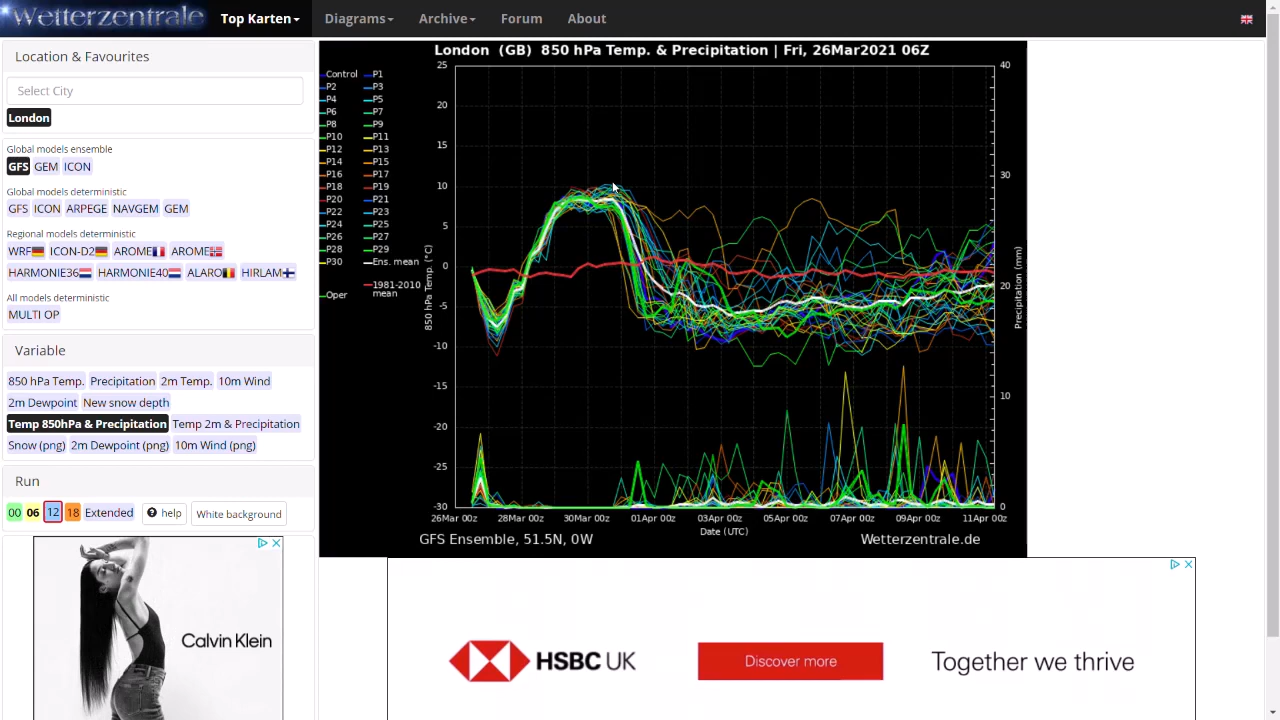 Wetterzentrale
Top Karten
Diagrams
Archive
Forum
About
Location & Favourites
Select City
London
Global models ensemble
GFS GEM ICON
Global models deterministic
GFS ICON ARPEGE NAVGEM GEM
Regional models deterministic
WRF ICON-D2 AROME AROME
HARMONIE36 HARMONIE40 ALARO HIRLAM
All models deterministic
MULTI OP
Variable
850 hPa Temp. Precipitation 2m Temp. 10m Wind
2m Dewpoint New snow depth
Temp 850hPa & Precipitation Temp 2m & Precipitation
Snow (png) 2m Dewpoint (png) 10m Wind (png)
Run
00 06 12 18 Extended help White background
Calvin Klein
London (GB) 850 hPa Temp. & Precipitation | Fri, 26Mar2021 06Z
Control P1
P2 P3
P4 P5
P6 P7
P8 P9
P10 P11
P12 P13
P14 P15
P16 P17
P18 P19
P20 P21
P22 P23
P24 P25
P26 P27
P28 P29
P30 Ens. mean
Oper 1981-2010
mean
850 hPa Temp. (°C)
25
20
15
10
5
0
-5
-10
-15
-20
-25
-30
40
30
20
10
0
Precipitation (mm)
26Mar 00z 28Mar 00z 30Mar 00z 01Apr 00z 03Apr 00z 05Apr 00z 07Apr 00z 09Apr 00z 11Apr 00z
Date (UTC)
GFS Ensemble, 51.5N, 0W
Wetterzentrale.de
HSBC UK
Discover more
Together we thrive